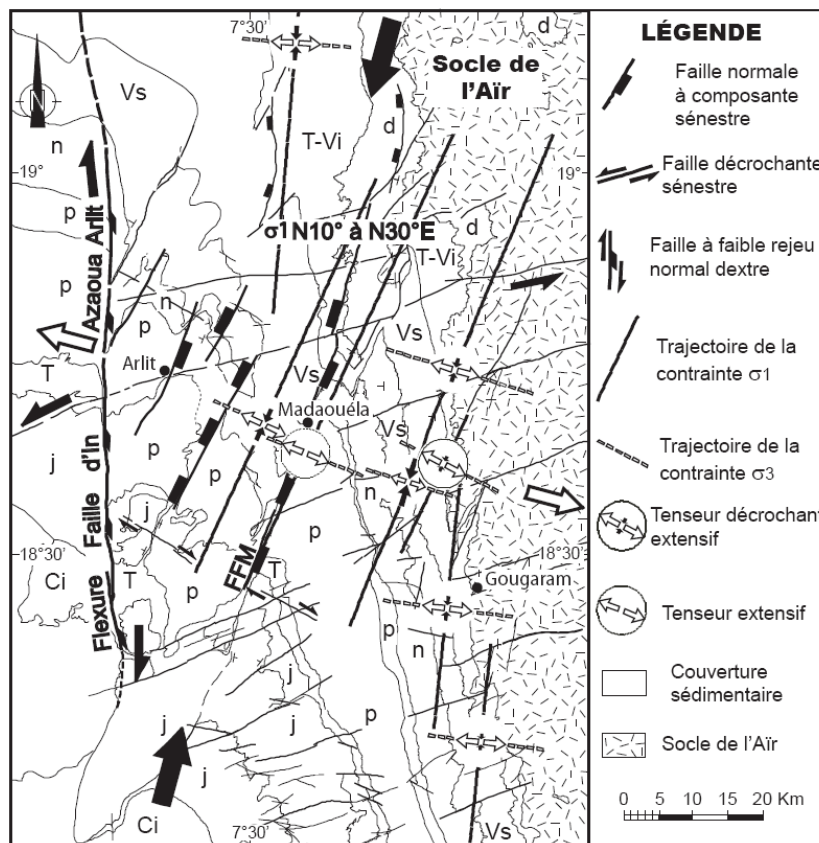 7°30'
d
d
Socle de
l'Aïr
Vs
N
n
T-Vi
d
19°
19°
p
σ1 N10° à N30°E
d
T-Vi
p
n
p
Vs
Arlit
T
Vs
Madaouéla
Vs
j
p
p
n
j
p
18°30'
18°30'
Ci
T
p
FFM
T
Gougaram
p
n
j
j
p
j
j
j
Ci
7°30'
Vs
Flexure Faille d'In Azaoua Arlit
LÉGENDE
Faille normale
à composante
sénestre
Faille décrochante
sénestre
Faille à faible rejeu
normal dextre
Trajectoire de la
contrainte σ1
Trajectoire de la
contrainte σ3
Tenseur décrochant
extensif
Tenseur extensif
Couverture
sédimentaire
Socle de l'Aïr
0 5 10 15 20 Km